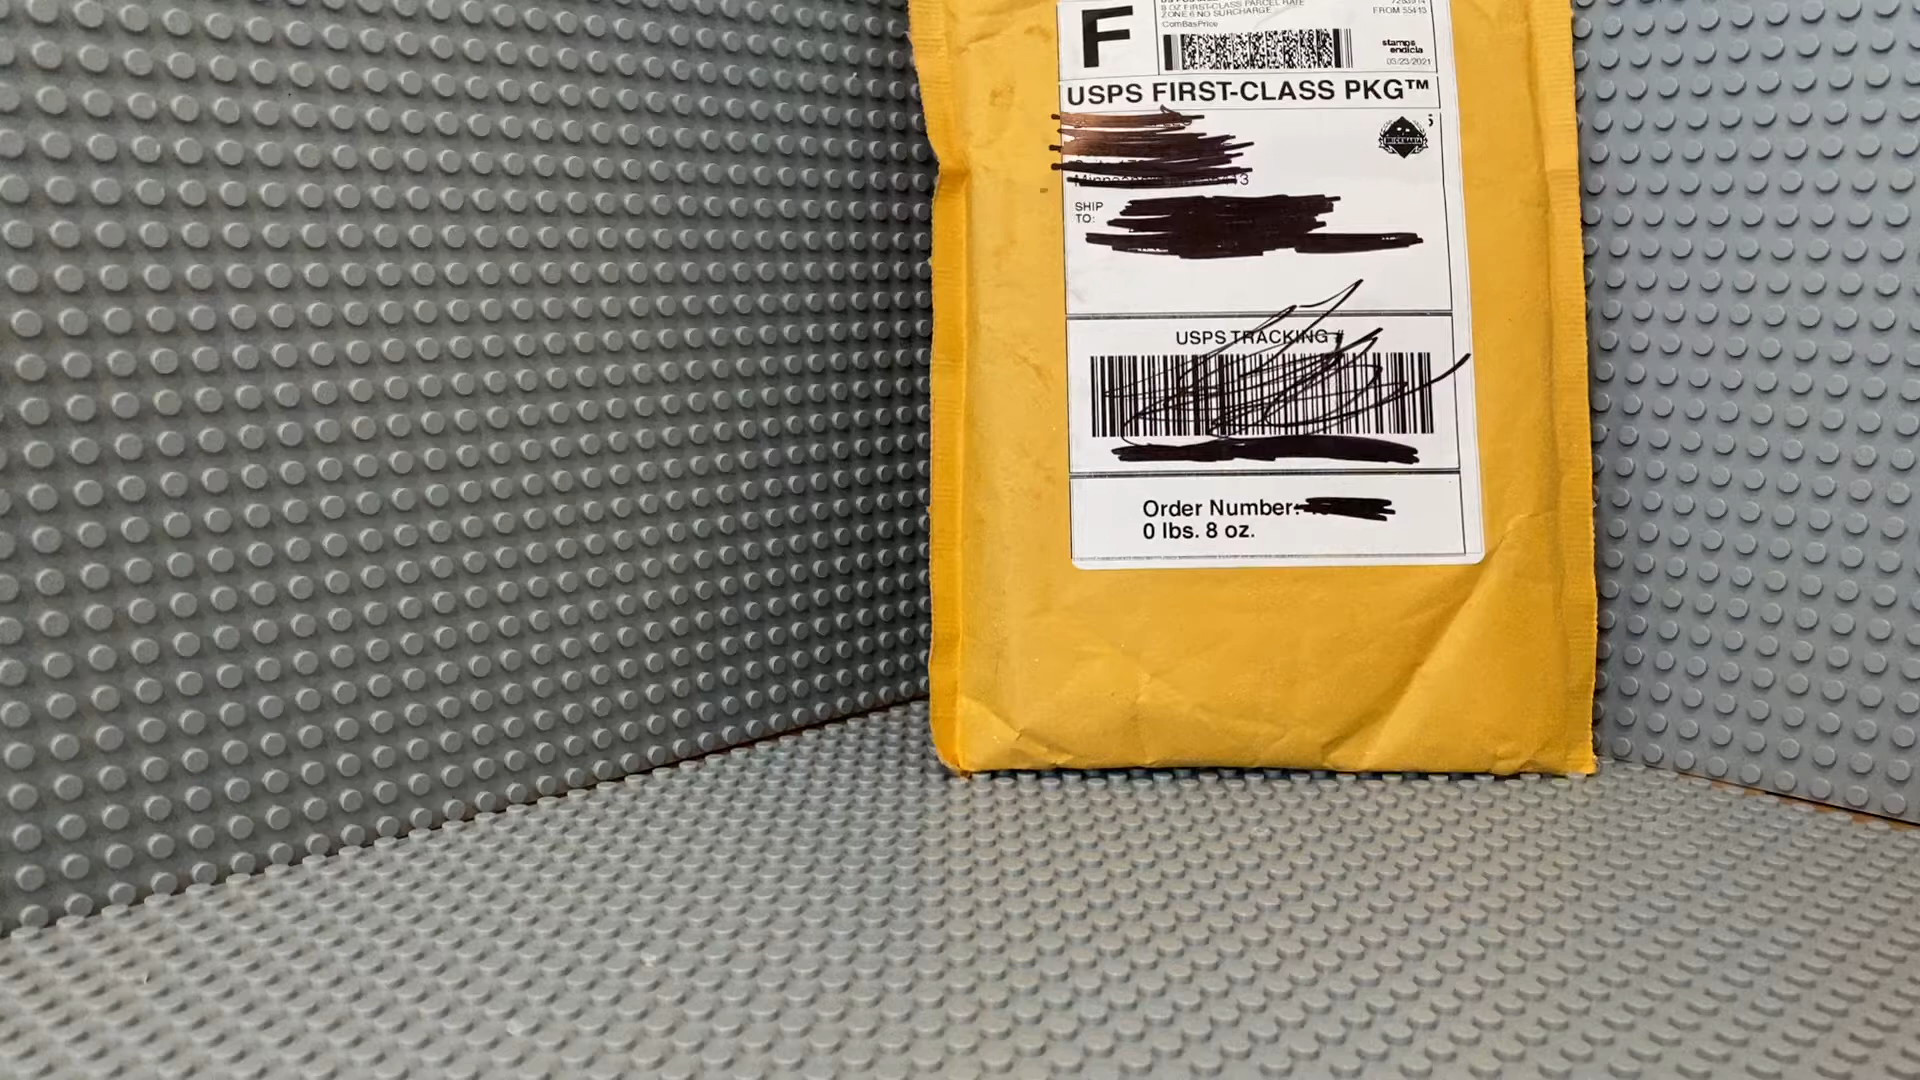 8 OZ FIRST-CLASS PARCEL RATE
ZONE 6 NO SURCHARGE
ComBasPrice
FROM 55413
F
stamps
endicia
03/23/2021
USPS FIRST-CLASS PKG™
SHIP
TO:
USPS TRACKING #
Order Number:
0 lbs. 8 oz.